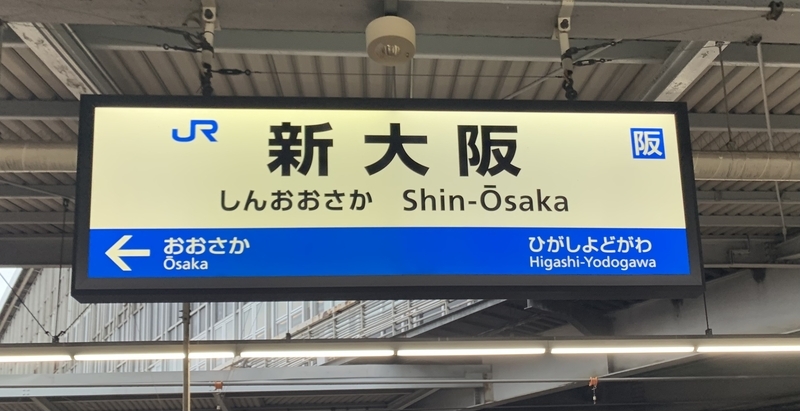 JR 新大阪 阪
しんおおさか Shin-Ōsaka
← おおさか ひがしよどがわ
Ōsaka Higashi-Yodogawa